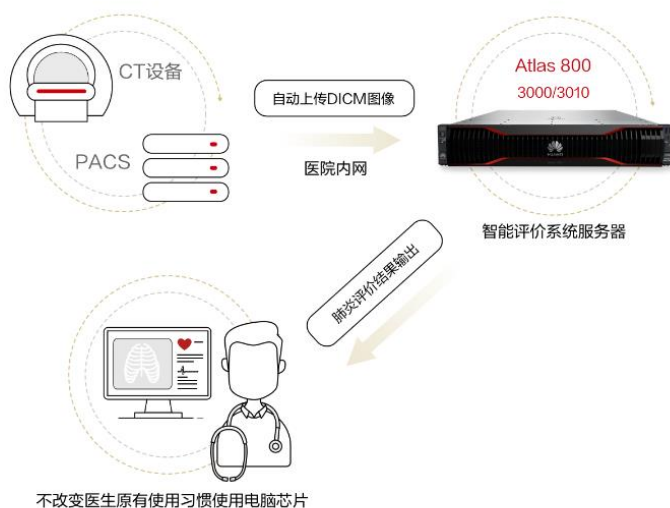 CT设备
PACS
自动上传DICM图像
医院内网
Atlas 800
3000/3010
HUAWEI
智能评价系统服务器
肺炎评价结果输出
不改变医生原有使用习惯使用电脑芯片